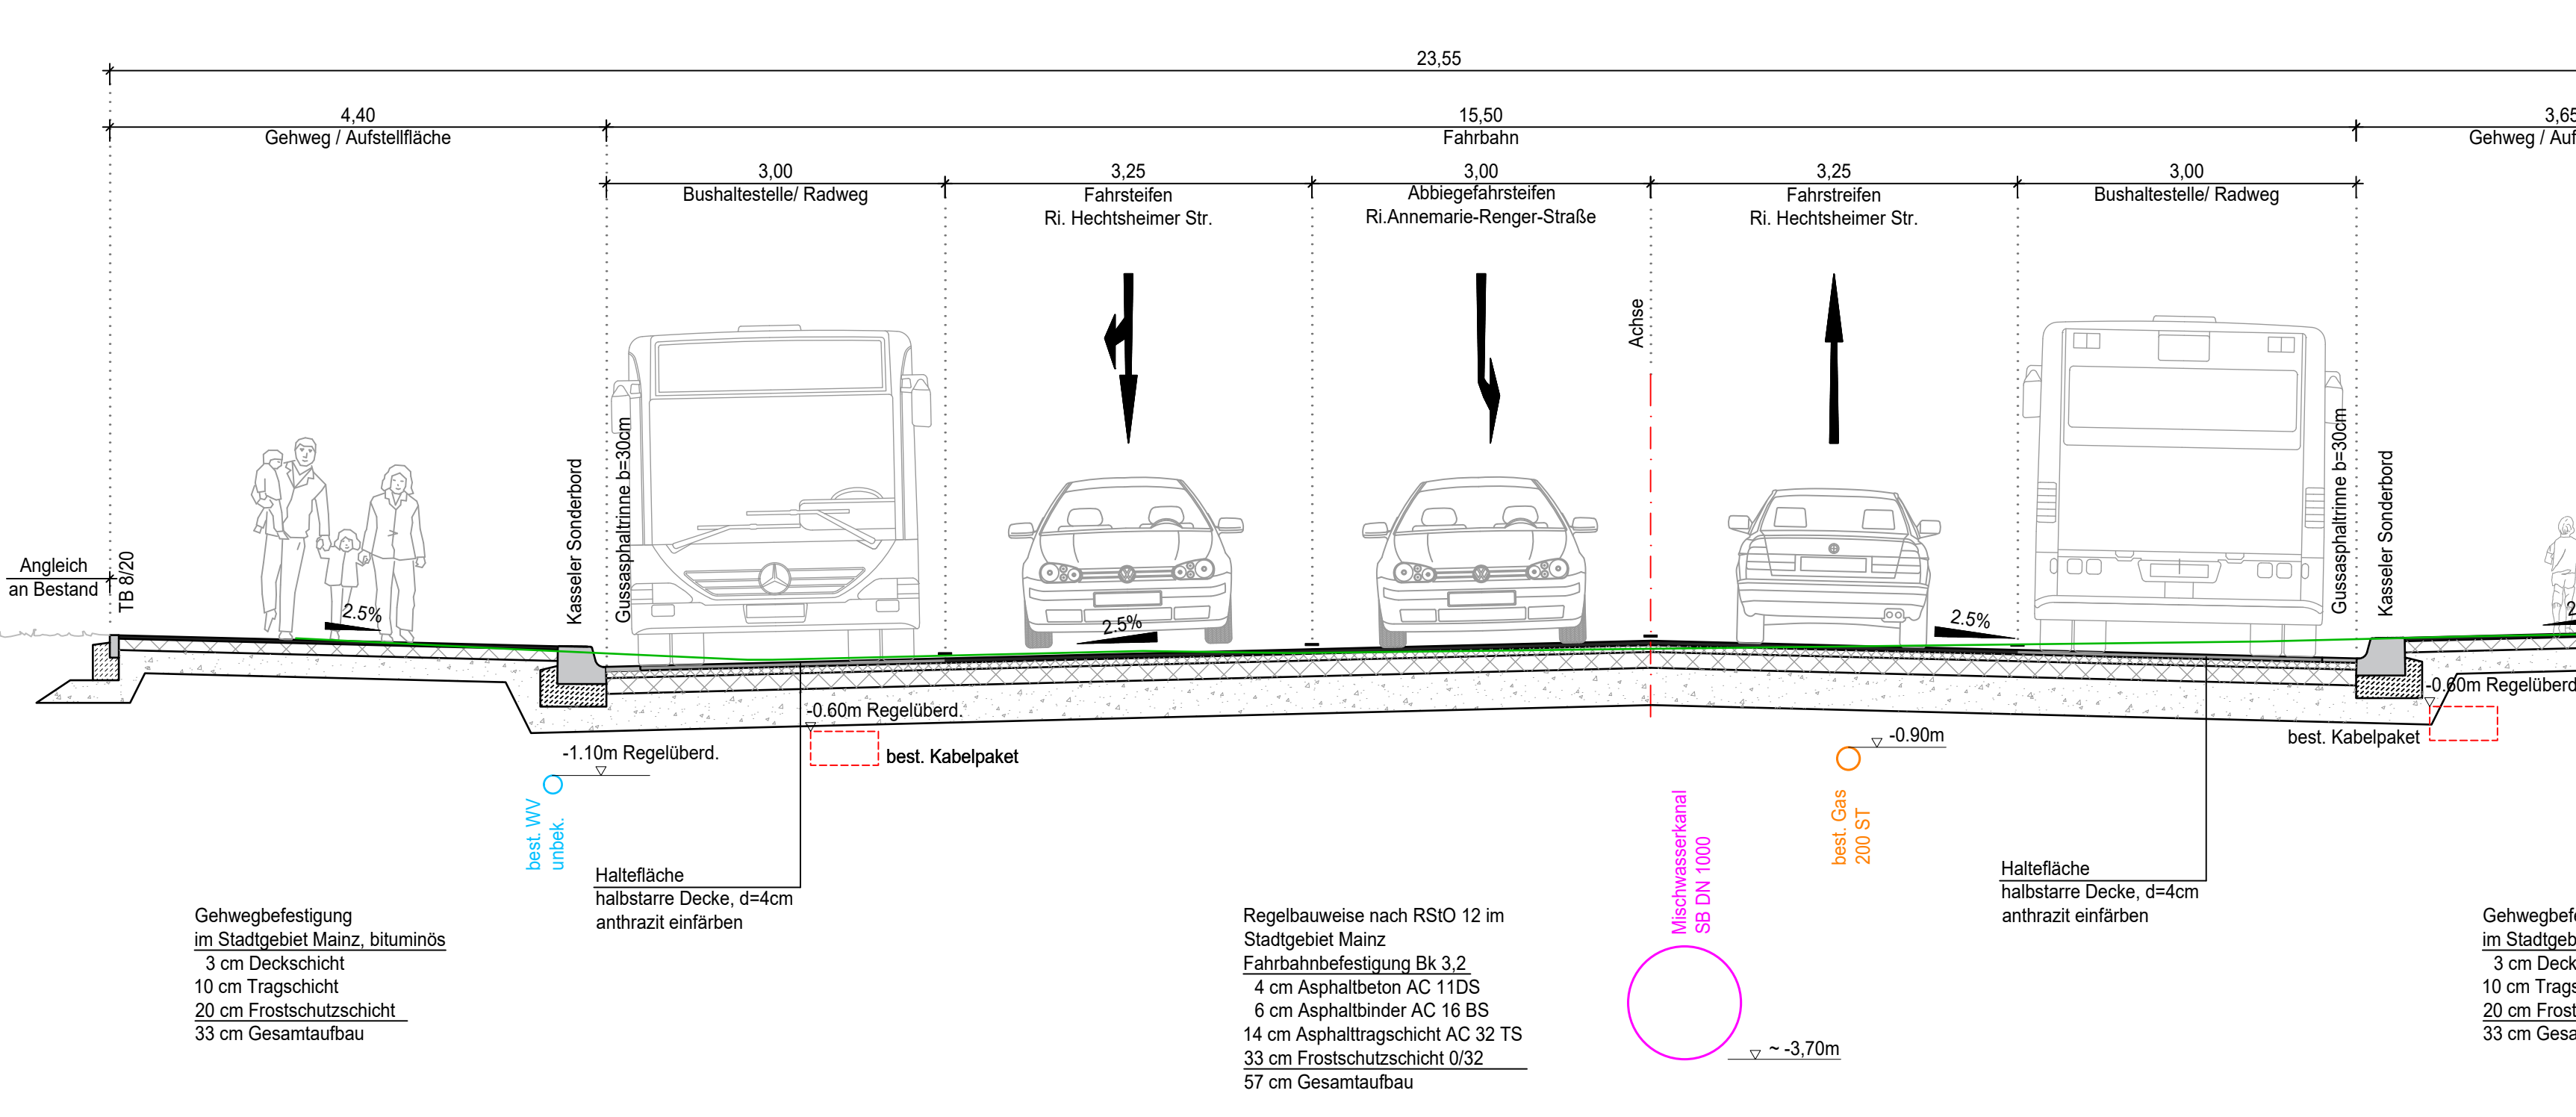 23,55
4,40
Gehweg / Aufstellfläche
15,50
Fahrbahn
3,65
Gehweg / Auf
3,00
Bushaltestelle/ Radweg
3,25
Fahrsteifen
Ri. Hechtsheimer Str.
3,00
Abbiegefahrsteifen
Ri.Annemarie-Renger-Straße
3,25
Fahrstreifen
Ri. Hechtsheimer Str.
3,00
Bushaltestelle/ Radweg
Achse
Angleich
an Bestand
TB 8/20
2.5%
Kasseler Sonderbord
Gussasphaltrinne b=30cm
2.5%
2.5%
Gussasphaltrinne b=30cm
Kasseler Sonderbord
2
-0.60m Regelüberd.
-1.10m Regelüberd.
best. Kabelpaket
best. WV
unbek.
-0.90m
best. Gas
200 ST
-0.60m Regelüberd
best. Kabelpaket
Mischwasserkanal
SB DN 1000
~ -3,70m
Haltefläche
halbstarre Decke, d=4cm
anthrazit einfärben
Haltefläche
halbstarre Decke, d=4cm
anthrazit einfärben
Gehwegbefestigung
im Stadtgebiet Mainz, bituminös
3 cm Deckschicht
10 cm Tragschicht
20 cm Frostschutzschicht
33 cm Gesamtaufbau
Regelbauweise nach RStO 12 im
Stadtgebiet Mainz
Fahrbahnbefestigung Bk 3,2
4 cm Asphaltbeton AC 11DS
6 cm Asphaltbinder AC 16 BS
14 cm Asphalttragschicht AC 32 TS
33 cm Frostschutzschicht 0/32
57 cm Gesamtaufbau
Gehwegbefe
im Stadtgeb
3 cm Deck
10 cm Trags
20 cm Frost
33 cm Gesa